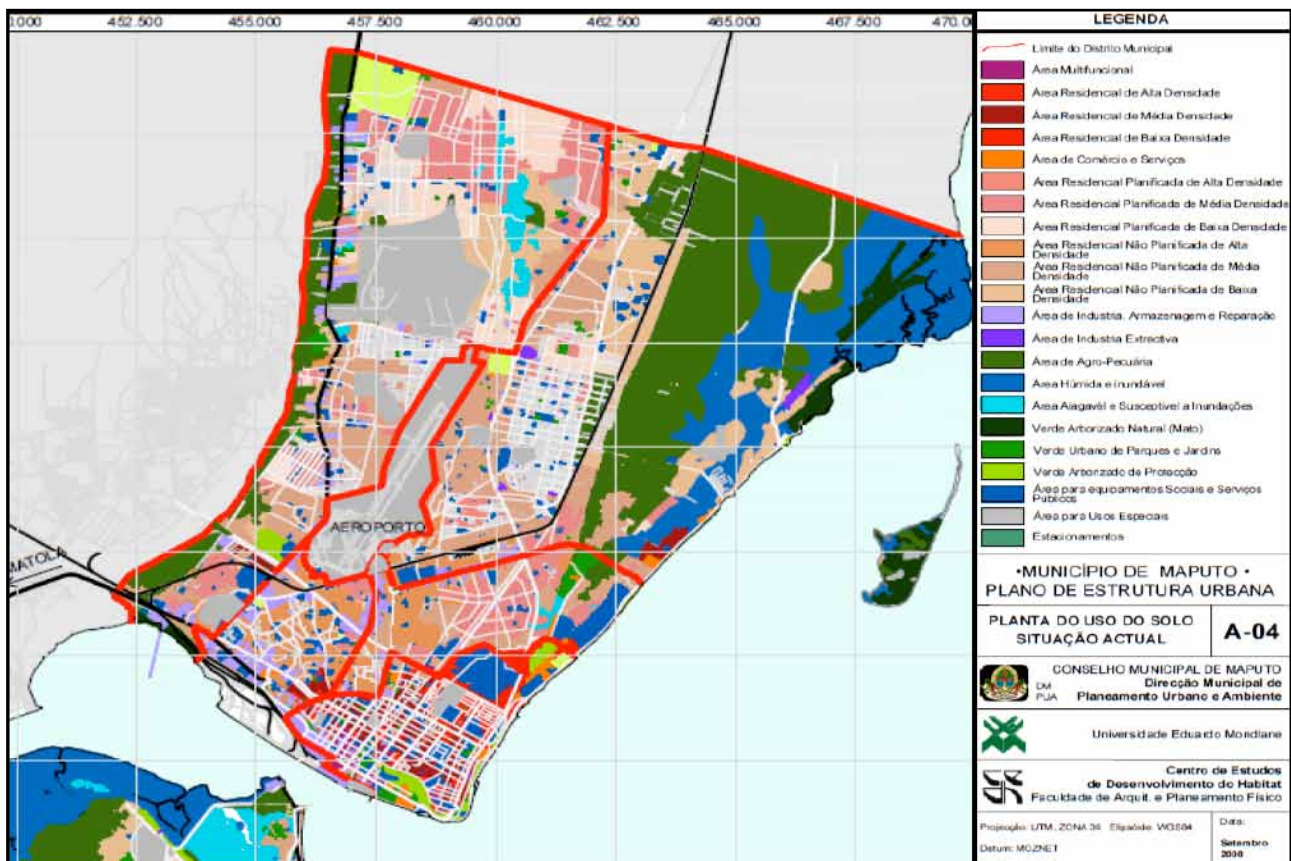 452.500 455.000 457.500 460.000 462.500 465.000 467.500
AEROPORTO
MATOLA
LEGENDA
Limite do Distrito Municipal
Área Multifuncional
Área Residencial de Alta Densidade
Área Residencial de Média Densidade
Área Residencial de Baixa Densidade
Área de Comércio e Serviços
Área Residencial Planificada de Alta Densidade
Área Residencial Planificada de Média Densidade
Área Residencial Planificada de Baixa Densidade
Área Residencial Não Planificada de Alta
Densidade
Área Residencial Não Planificada de Média
Densidade
Área Residencial Não Planificada de Baixa
Densidade
Área de Industria, Armazenagem e Reparação
Área de Industria Extractiva
Área de Agro-Pecuária
Área Húmida e Inundável
Área Alagavél e Susceptivel a Inundações
Verde Arborizado Natural (Mato)
Verde Urbano de Parques e Jardins
Verde Arborizado de Protecção
Área para equipamentos Sociais e Serviços
Públicos
Área para Usos Especiais
Estacionamentos
•MUNICÍPIO DE MAPUTO •
PLANO DE ESTRUTURA URBANA
PLANTA DO USO DO SOLO
SITUAÇÃO ACTUAL
A-04
CONSELHO MUNICIPAL DE MAPUTO
DM
PUA
Direcção Municipal de
Planeamento Urbano e Ambiente
Universidade Eduardo Mondlane
Centro de Estudos
de Desenvolvimento do Habitat
Faculdade de Arquit. e Planeamento Físico
Projecção: UTM, ZONA 36 Elipsóide: WGS84
Datum: MOZNET
Data:
Setembro